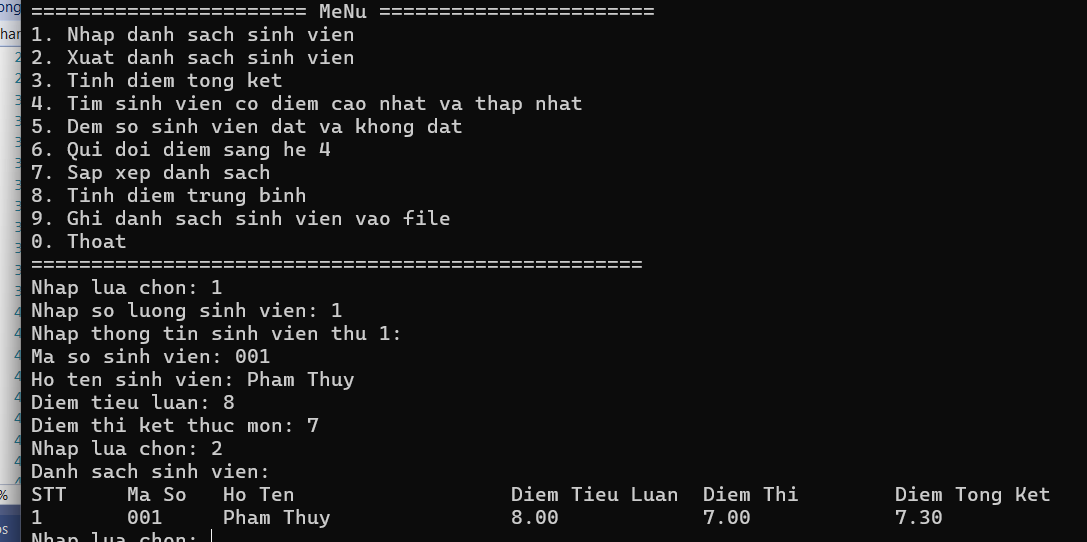 ======================= MeNu =======================
1. Nhap danh sach sinh vien
2. Xuat danh sach sinh vien
3. Tinh diem tong ket
4. Tim sinh vien co diem cao nhat va thap nhat
5. Dem so sinh vien dat va khong dat
6. Qui doi diem sang he 4
7. Sap xep danh sach
8. Tinh diem trung binh
9. Ghi danh sach sinh vien vao file
0. Thoat
===================================================
Nhap lua chon: 1
Nhap so luong sinh vien: 1
Nhap thong tin sinh vien thu 1:
Ma so sinh vien: 001
Ho ten sinh vien: Pham Thuy
Diem tieu luan: 8
Diem thi ket thuc mon: 7
Nhap lua chon: 2
Danh sach sinh vien:
STT Ma So Ho Ten Diem Tieu Luan Diem Thi Diem Tong Ket
1 001 Pham Thuy 8.00 7.00 7.30
Nhap lua chon: